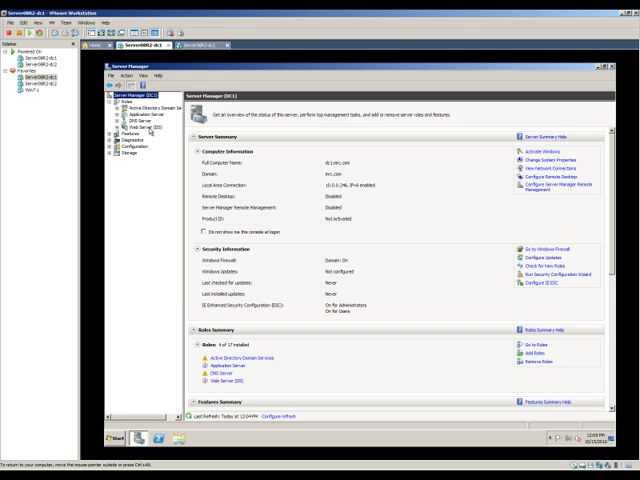 Server08R2-dc1 - VMware Workstation
File Edit View VM Team Windows Help
Sidebar
Powered On
Server08R2-dc1
Server08R2-dc2
Favorites
Server08R2-dc1
Server08R2-dc2
Win7-1
Home
Server08R2-dc1
Server08R2-dc2
Server Manager
File Action View Help
Server Manager (DC1)
Roles
Active Directory Domain Se
Application Server
DNS Server
Web Server (IIS)
Features
Diagnostics
Configuration
Storage
Server Manager (DC1)
Get an overview of the status of this server, perform top management tasks, and add or remove server roles and features.
Server Summary
Server Summary Help
Computer Information
Full Computer Name: dc1.mrc.com
Domain: mrc.com
Local Area Connection: 10.0.0.246, IPv6 enabled
Remote Desktop: Disabled
Server Manager Remote Management: Disabled
Product ID: Not activated
Do not show me this console at logon
Activate Windows
Change System Properties
View Network Connections
Configure Remote Desktop
Configure Server Manager Remote
Management
Security Information
Windows Firewall: Domain: On
Windows Updates: Not configured
Last checked for updates: Never
Last installed updates: Never
IE Enhanced Security Configuration (ESC): On for Administrators
On for Users
Go to Windows Firewall
Configure Updates
Check for New Roles
Run Security Configuration Wizard
Configure IE ESC
Roles Summary
Roles Summary Help
Roles: 4 of 17 installed
Active Directory Domain Services
Application Server
DNS Server
Web Server (IIS)
Go to Roles
Add Roles
Remove Roles
Features Summary
Features Summary Help
Last Refresh: Today at 12:04 PM Configure refresh
Start
12:05 PM
10/15/2010
To return to your computer, move the mouse pointer outside or press Ctrl+Alt.